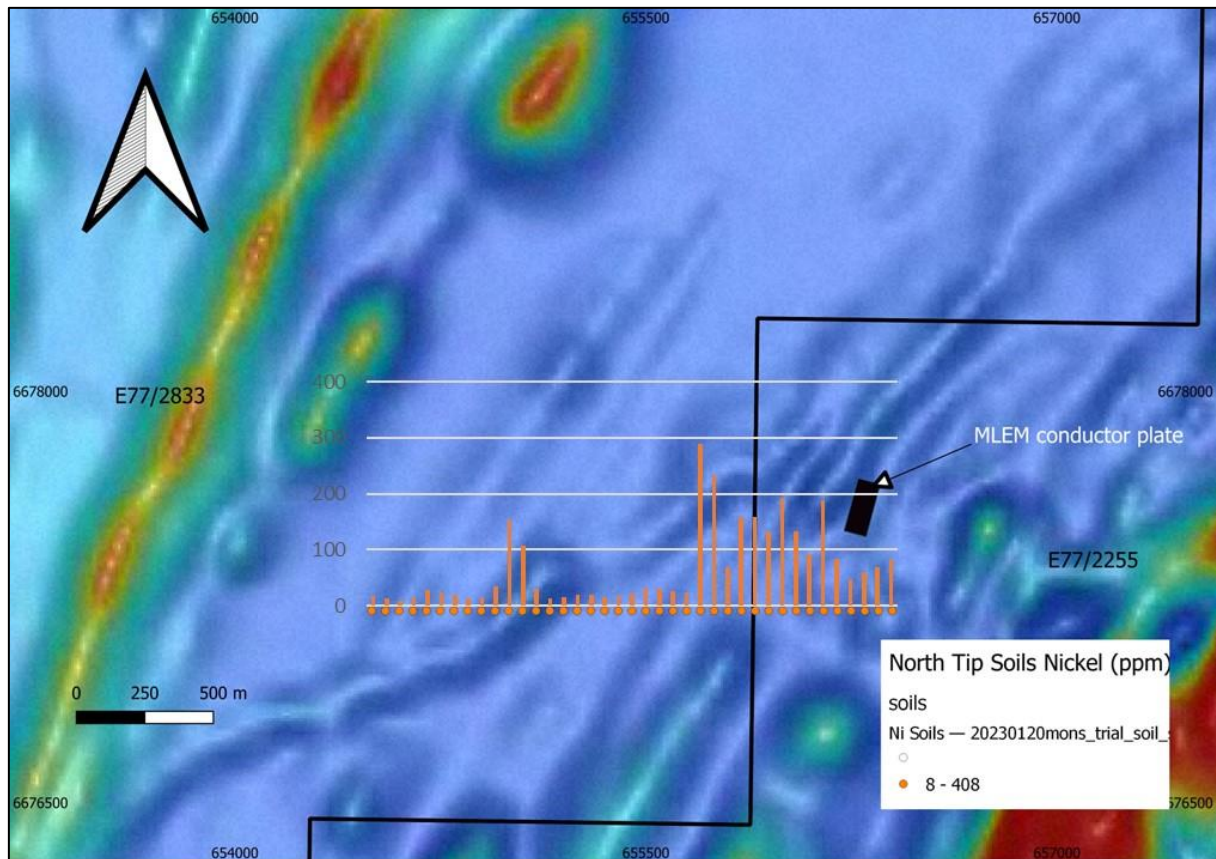 654000
655500
657000
6678000
E77/2833
400
6678000
300
MLEM conductor plate
200
100
E77/2255
0
North Tip Soils Nickel (ppm)
0 250 500 m
soils
Ni Soils — 20230120mons_trial_soil_
8 - 408
6676500
6676500
654000
655500
657000